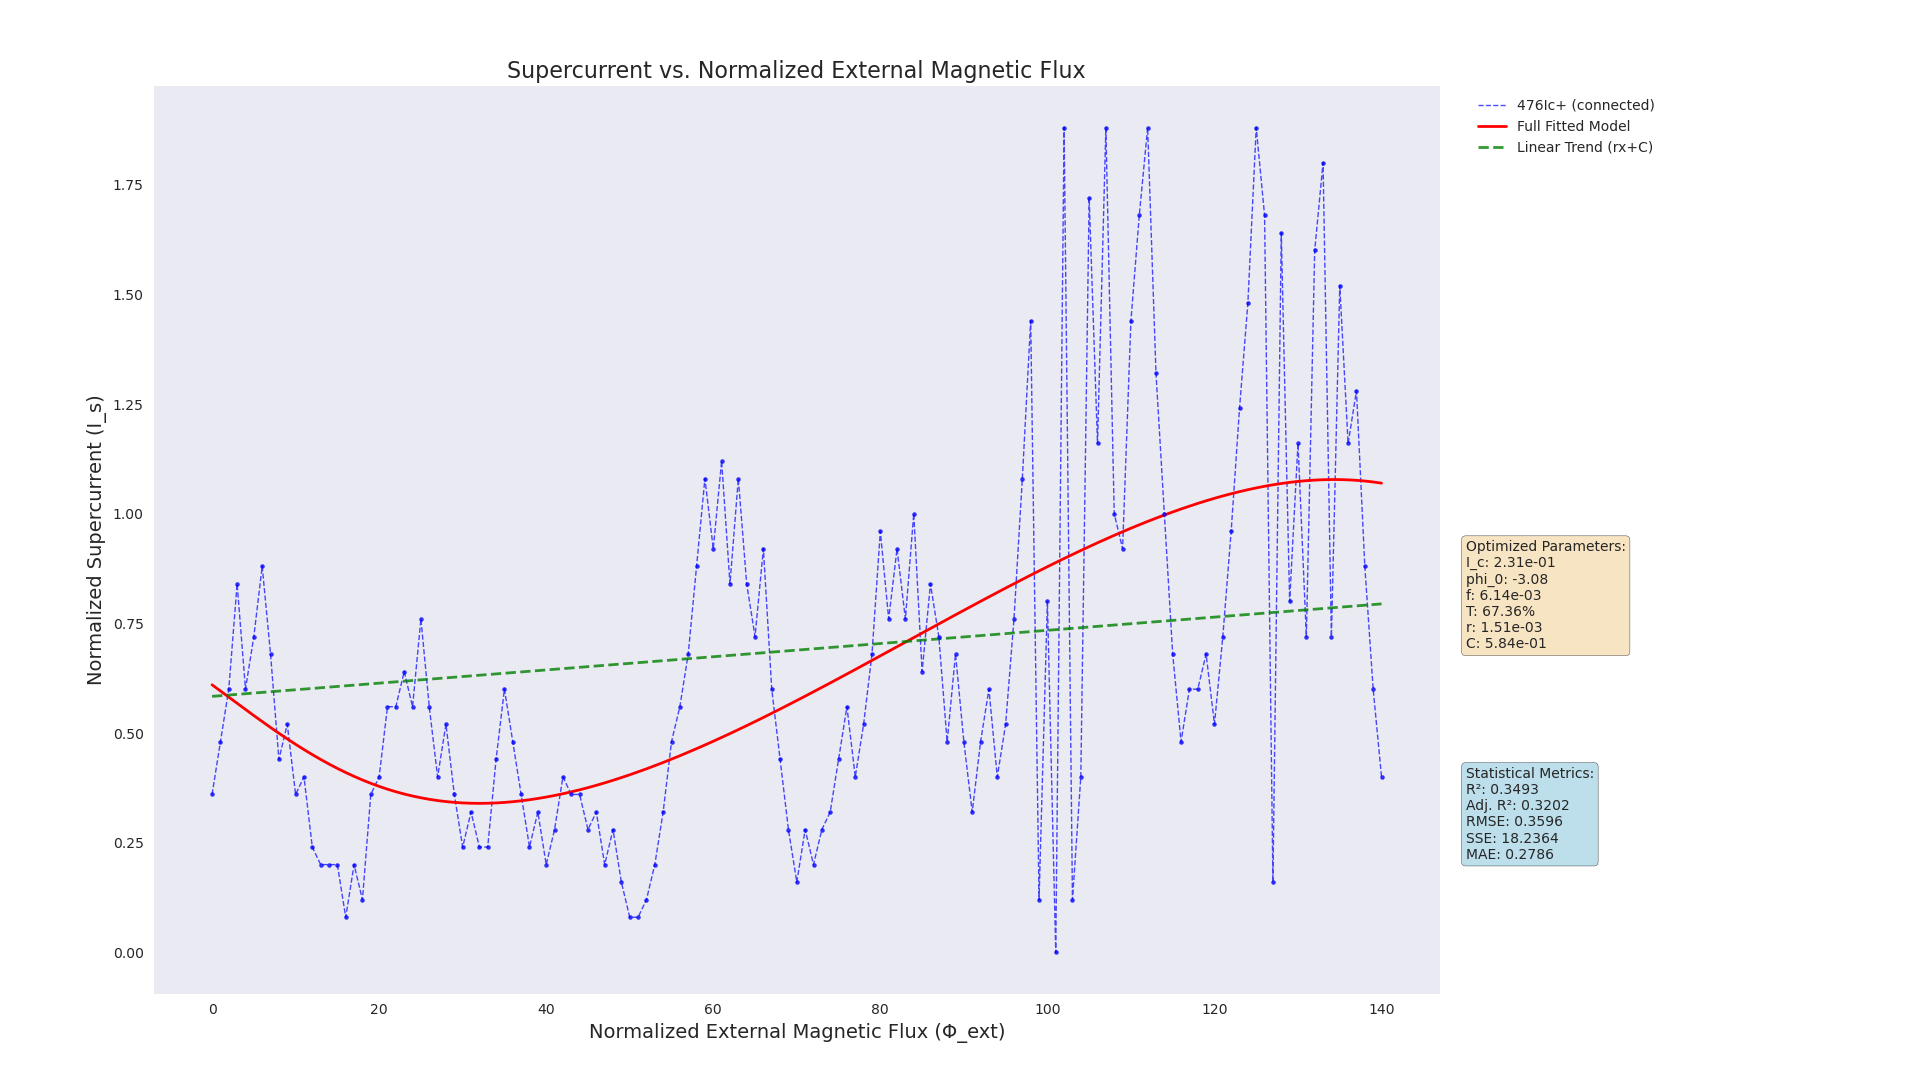 Supercurrent vs. Normalized External Magnetic Flux
476Ic+ (connected)
Full Fitted Model
Linear Trend (rx+C)
Normalized Supercurrent (I_s)
1.75
1.50
1.25
1.00
0.75
0.50
0.25
0.00
0 20 40 60 80 100 120 140
Normalized External Magnetic Flux (Φ_ext)
Optimized Parameters:
I_c: 2.31e-01
phi_0: -3.08
f: 6.14e-03
T: 67.36%
r: 1.51e-03
C: 5.84e-01
Statistical Metrics:
R²: 0.3493
Adj. R²: 0.3202
RMSE: 0.3596
SSE: 18.2364
MAE: 0.2786